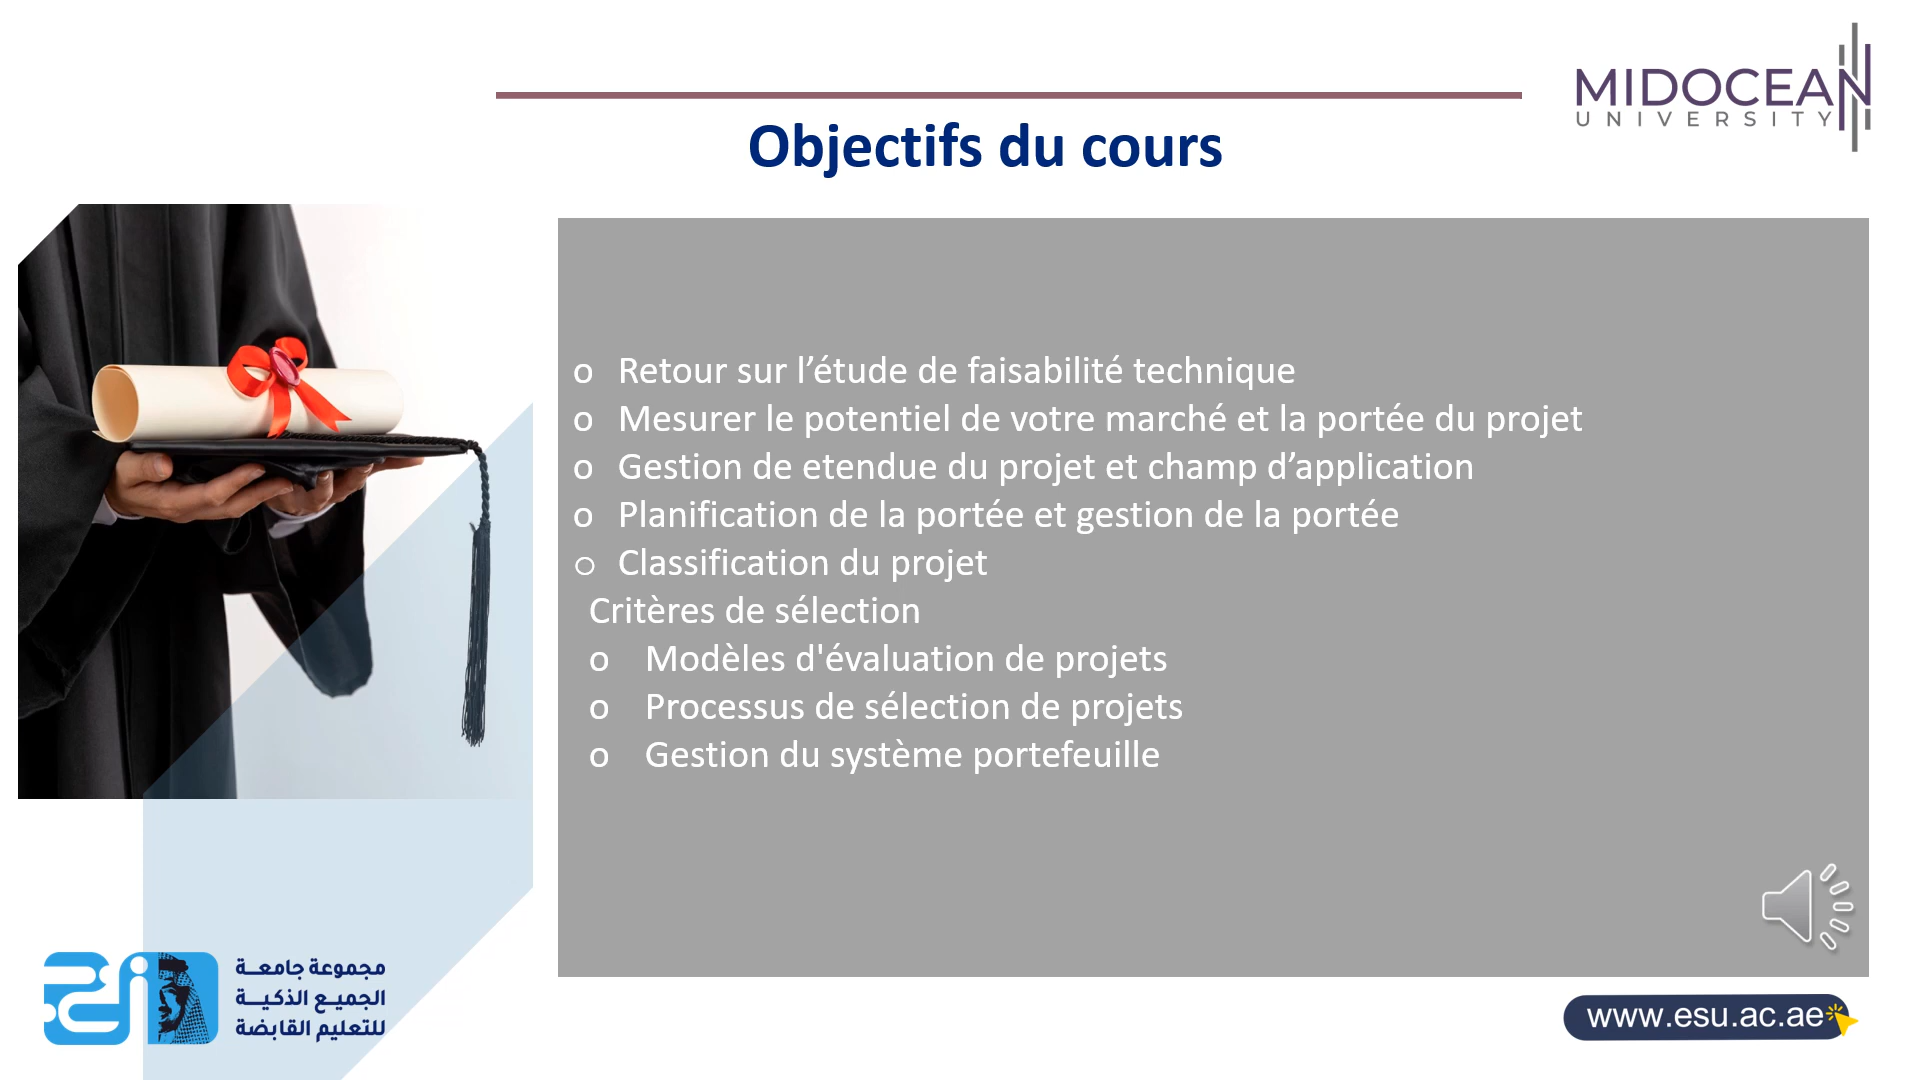 MIDOCEAN
UNIVERSITY
Objectifs du cours
o Retour sur l’étude de faisabilité technique
o Mesurer le potentiel de votre marché et la portée du projet
o Gestion de etendue du projet et champ d’application
o Planification de la portée et gestion de la portée
o Classification du projet
Critères de sélection
o Modèles d'évaluation de projets
o Processus de sélection de projets
o Gestion du système portefeuille
مجموعة جامعـــة
الجميـع الذكيـــة
للتعليم القابضة
www.esu.ac.ae